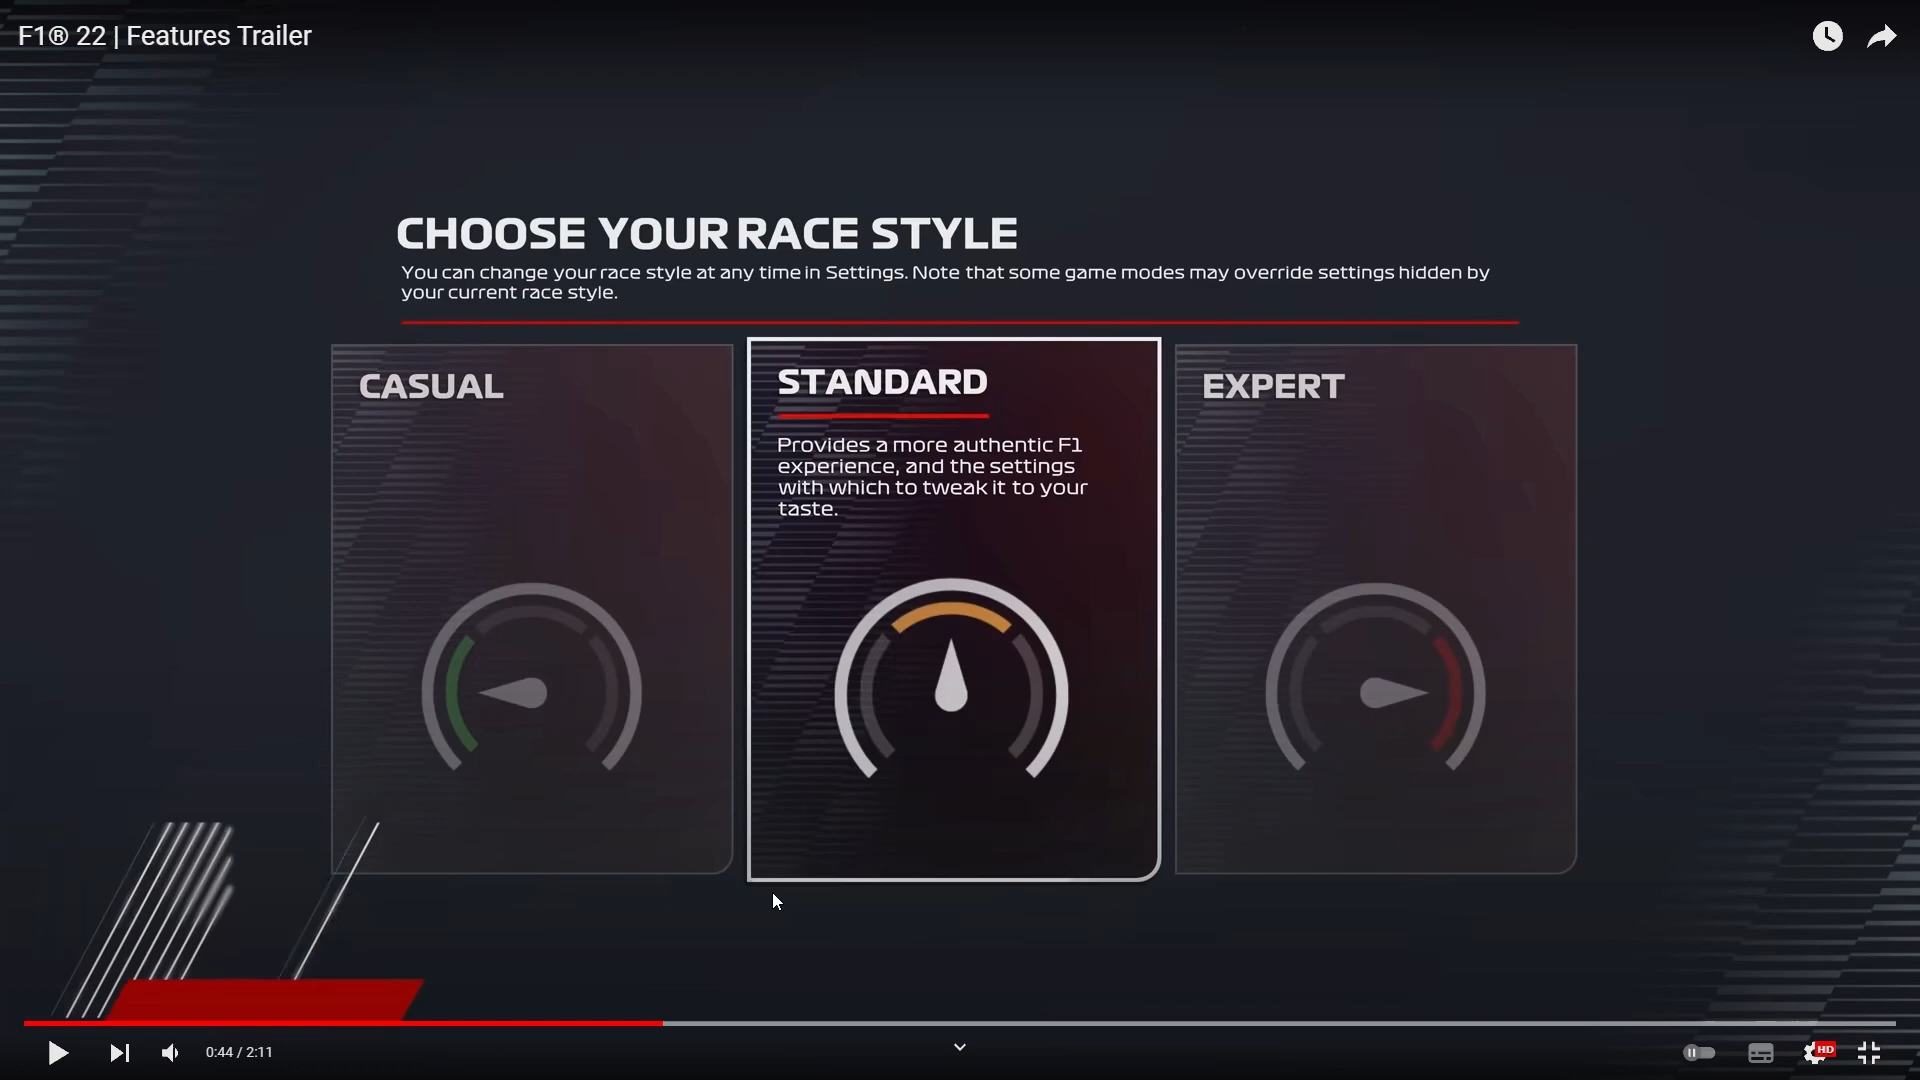 F1® 22 | Features Trailer
CHOOSE YOUR RACE STYLE
You can change your race style at any time in Settings. Note that some game modes may override settings hidden by
your current race style.
CASUAL
STANDARD
Provides a more authentic F1
experience, and the settings
with which to tweak it to your
taste.
EXPERT
0:44 / 2:11
HD